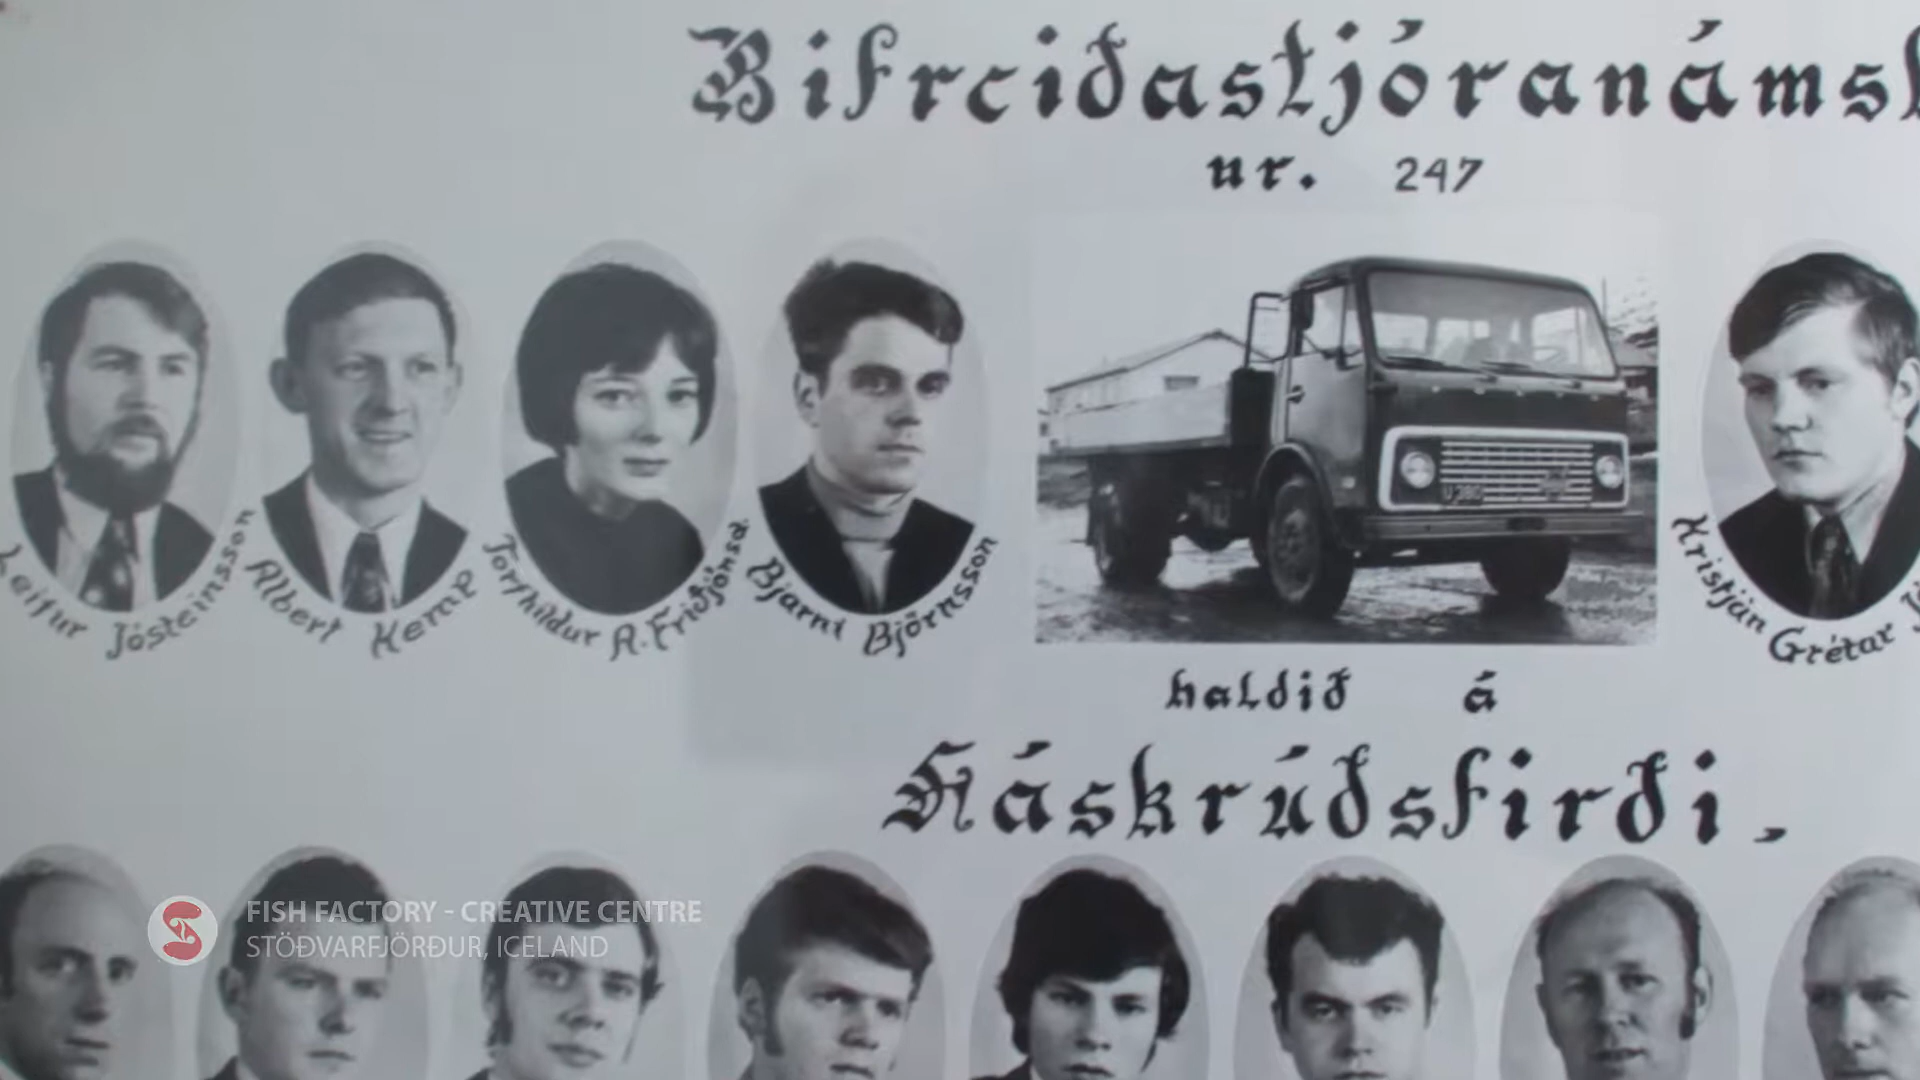 Bifreiðastjóranámsk
nr. 247
Leifur Jósteinsson
Albert Kemp
Torfhildur R. Friðjónsd.
Bjarni Björnsson
U 380
Kristján Grétar
haldið á
Fáskrúðsfirði.
FISH FACTORY - CREATIVE CENTRE
STÖÐVARFJÖRÐUR, ICELAND